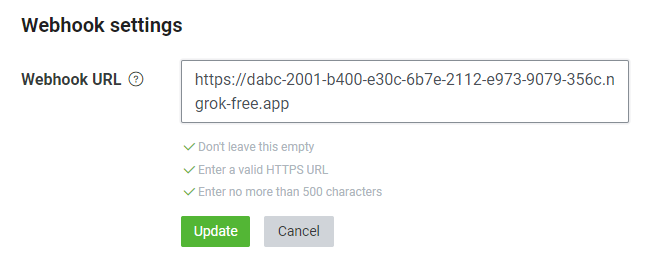 Webhook settings
Webhook URL ?
https://dabc-2001-b400-e30c-6b7e-2112-e973-9079-356c.n
grok-free.app
Don't leave this empty
Enter a valid HTTPS URL
Enter no more than 500 characters
Update Cancel